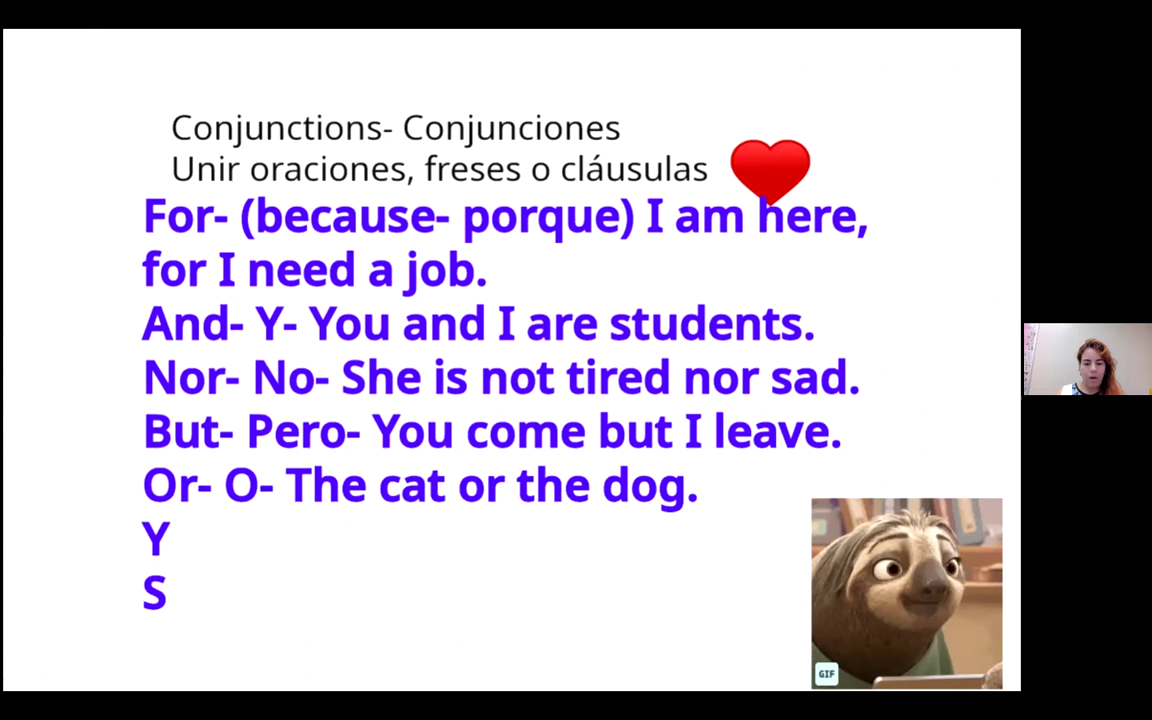 Conjunctions- Conjunciones
Unir oraciones, freses o cláusulas
For- (because- porque) I am here,
for I need a job.
And- Y- You and I are students.
Nor- No- She is not tired nor sad.
But- Pero- You come but I leave.
Or- O- The cat or the dog.
Y
S
GIF